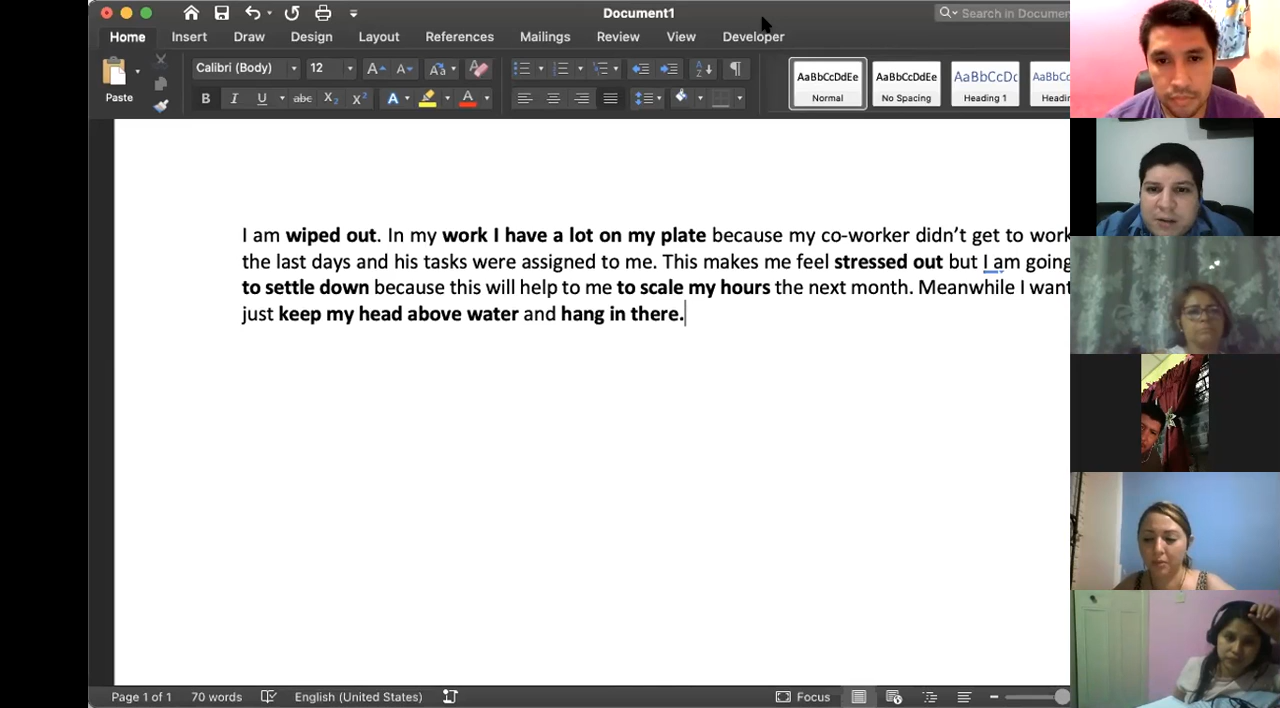 Document1
Search in Documen
Home Insert Draw Design Layout References Mailings Review View Developer
Paste
Calibri (Body) 12
AaBbCcDdEe AaBbCcDdEe AaBbCcDc AaBbCc
Normal No Spacing Heading 1 Headin
I am wiped out. In my work I have a lot on my plate because my co-worker didn’t get to work
the last days and his tasks were assigned to me. This makes me feel stressed out but I am going
to settle down because this will help to me to scale my hours the next month. Meanwhile I want
just keep my head above water and hang in there.
Page 1 of 1 70 words English (United States) Focus